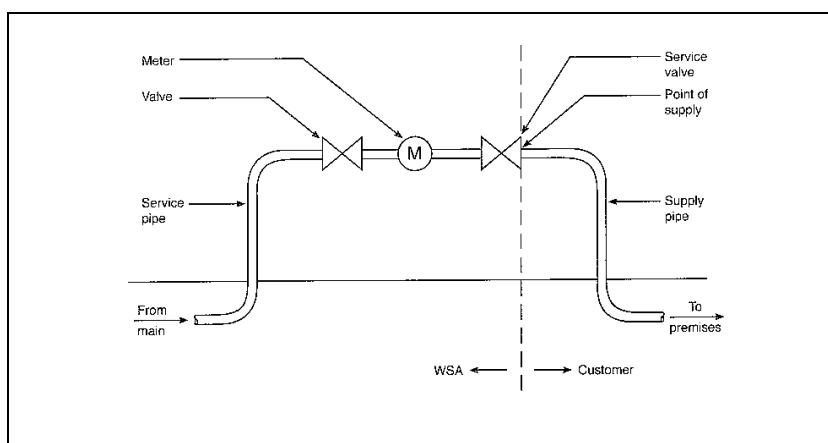 Meter
Valve
Service
valve
Point of
supply
M
Service
pipe
Supply
pipe
From
main
To
premises
WSA
Customer